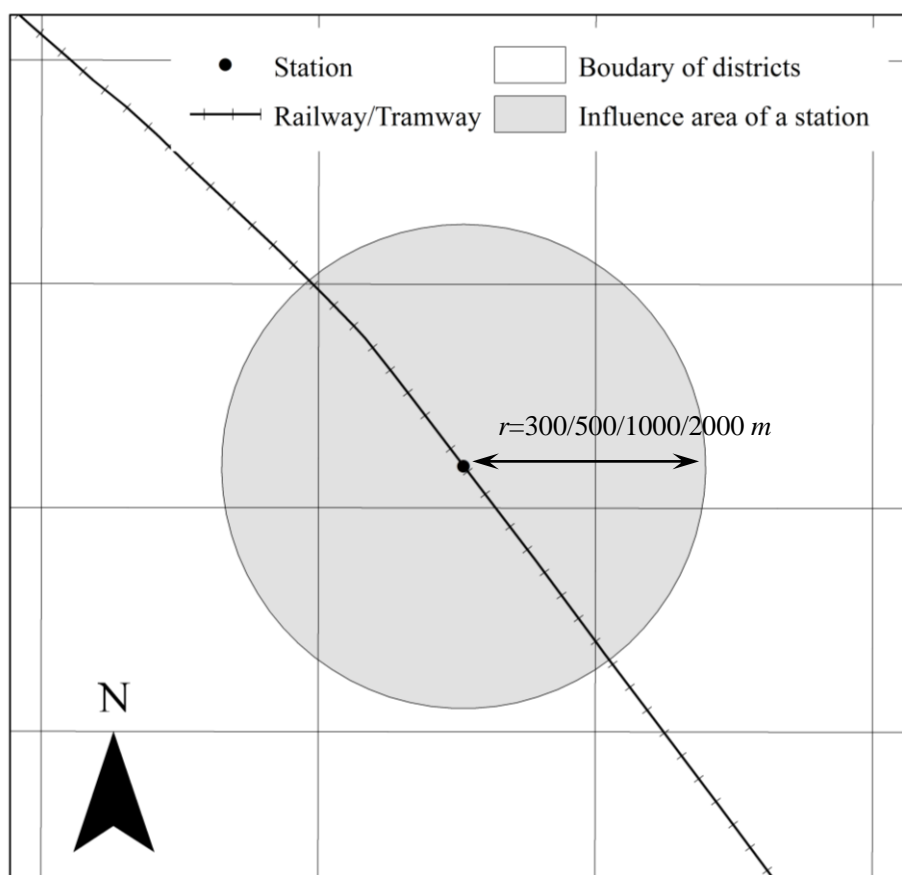 Station
Boudary of districts
Railway/Tramway
Influence area of a station
r=300/500/1000/2000 m
N